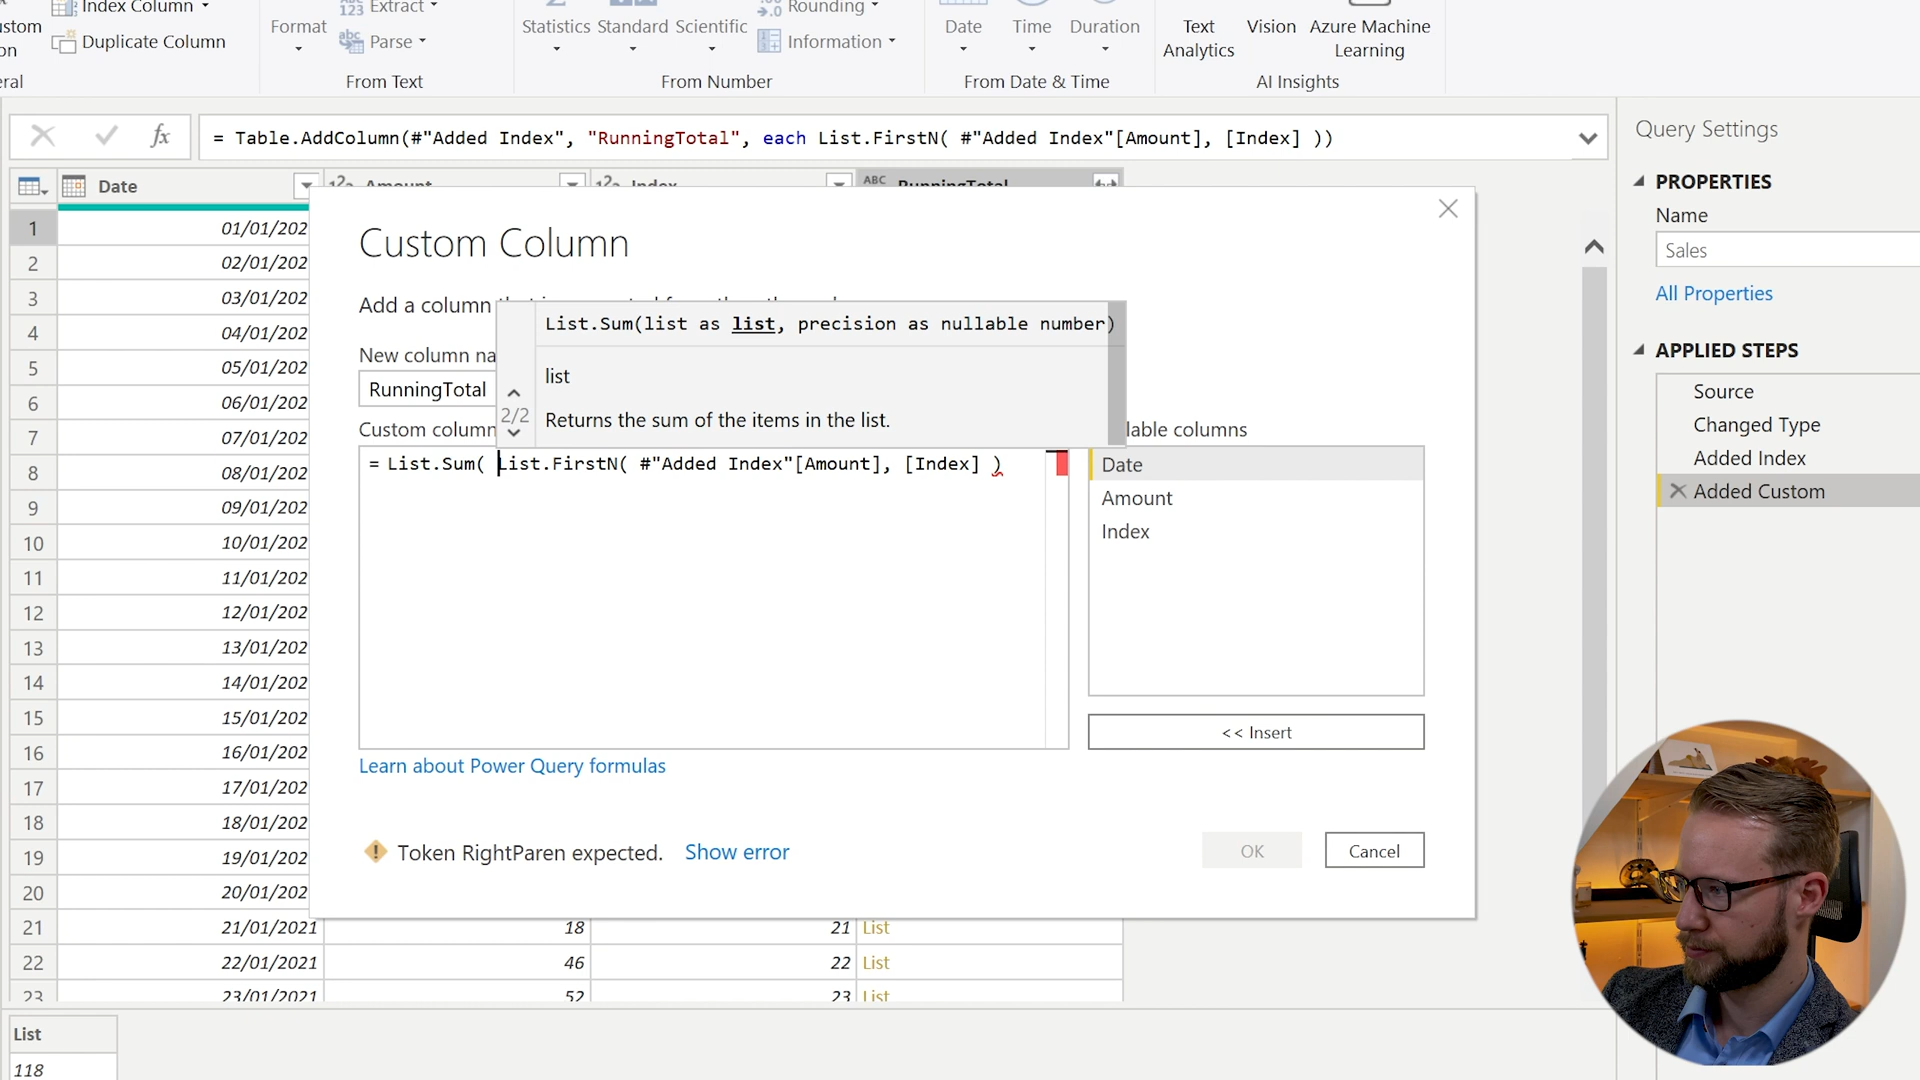 Index Column
Extract
Rounding
Duplicate Column
Format
Parse
Statistics
Standard
Scientific
Information
Date
Time
Duration
Text
Analytics
Vision
Azure Machine
Learning
From Text
From Number
From Date & Time
AI Insights
fx
= Table.AddColumn(#"Added Index", "RunningTotal", each List.FirstN( #"Added Index"[Amount], [Index] ))
Date
Amount
Index
ABC
RunningTotal
1 01/01/202
2 02/01/202
3 03/01/202
4 04/01/202
5 05/01/202
6 06/01/202
7 07/01/202
8 08/01/202
9 09/01/202
10 10/01/202
11 11/01/202
12 12/01/202
13 13/01/202
14 14/01/202
15 15/01/202
16 16/01/202
17 17/01/202
18 18/01/202
19 19/01/202
20 20/01/202
21 21/01/2021 18 21 List
22 22/01/2021 46 22 List
23 23/01/2021 52 23 List
Custom Column
Add a column
New column na
RunningTotal
List.Sum(list as list, precision as nullable number)
list
2/2
Returns the sum of the items in the list.
Custom column
= List.Sum( List.FirstN( #"Added Index"[Amount], [Index] )
lable columns
Date
Amount
Index
<< Insert
Learn about Power Query formulas
Token RightParen expected. Show error
OK
Cancel
Query Settings
PROPERTIES
Name
Sales
All Properties
APPLIED STEPS
Source
Changed Type
Added Index
Added Custom
List
118